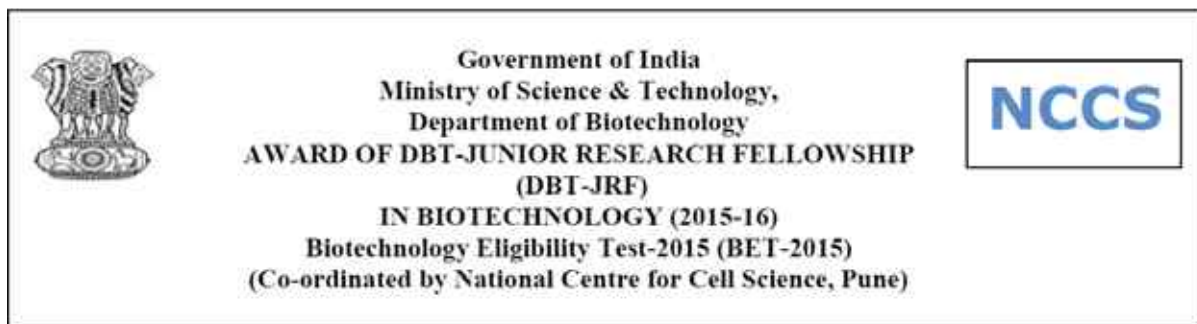 Government of India
Ministry of Science & Technology,
Department of Biotechnology
AWARD OF DBT-JUNIOR RESEARCH FELLOWSHIP
(DBT-JRF)
IN BIOTECHNOLOGY (2015-16)
Biotechnology Eligibility Test-2015 (BET-2015)
(Co-ordinated by National Centre for Cell Science, Pune)
NCCS